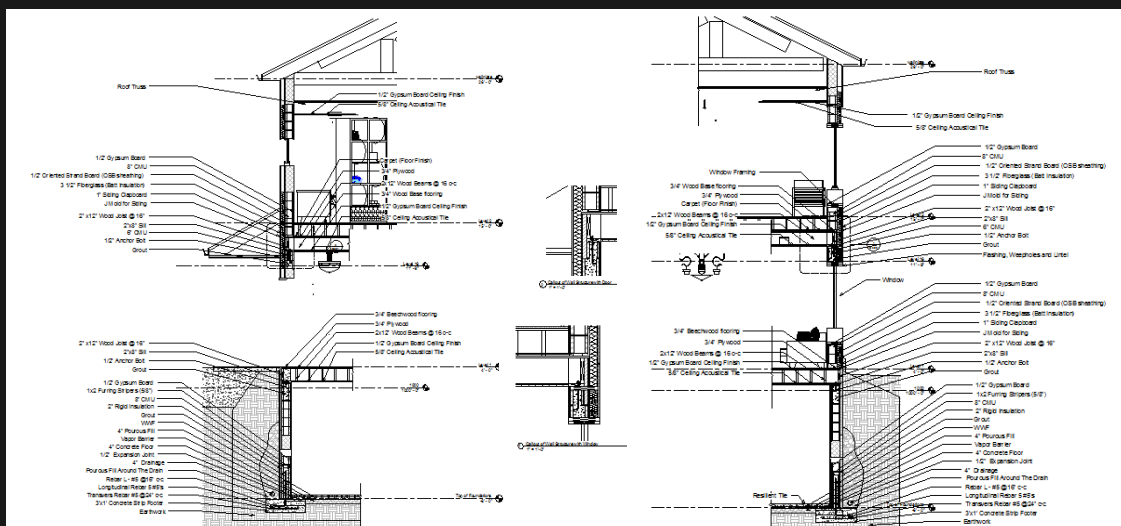 Roof Truss
1/2" Gypsum Board Ceiling Finish
5/8" Ceiling Acoustical Tile
1/2" Gypsum Board
8" CMU
1/2" Oriented Strand Board (OSB sheathing)
3 1/2" Fiberglass (Batt Insulation)
1" Siding Clapboard
J Mold for Siding
2" x12" Wood Joist @ 16"
2"x8" Sill
6" CMU
1/2" Anchor Bolt
Grout
Carpet (Floor Finish)
3/4" Plywood
2x12" Wood Beams @ 16 o-c
3/4" Wood Base flooring
1/2" Gypsum Board Ceiling Finish
5/8" Ceiling Acoustical Tile
3/4" Beechwood flooring
3/4" Plywood
2x12" Wood Beams @ 16 o-c
1/2" Gypsum Board Ceiling Finish
5/8" Ceiling Acoustical Tile
2" x12" Wood Joist @ 16"
2"x8" Sill
1/2" Anchor Bolt
Grout
1/2" Gypsum Board
1x2 Furring Stripers (5/8")
8" CMU
2" Rigid Insulation
Grout
WWF
4" Pourous Fill
Vapor Barrier
4" Concrete Floor
1/2" Expansion Joint
4" Drainage
Pourous Fill Around The Drain
Rebar L - #5 @16" o-c
Longitudinal Rebar 5 #5's
Transvers Rebar #5 @24" o-c
3'x1' Concrete Strip Footer
Earthwork
Top of Foundation
Callout of Wall Structure with Door
Callout of Wall Structure with Window
Roof Truss
1/2" Gypsum Board Ceiling Finish
5/8" Ceiling Acoustical Tile
Window Framing
3/4" Wood Base flooring
3/4" Plywood
Carpet (Floor Finish)
2x12" Wood Beams @ 16 o-c
1/2" Gypsum Board Ceiling Finish
5/8" Ceiling Acoustical Tile
1/2" Gypsum Board
8" CMU
1/2" Oriented Strand Board (OSB sheathing)
3 1/2" Fiberglass (Batt Insulation)
1" Siding Clapboard
J Mold for Siding
2" x12" Wood Joist @ 16"
2"x8" Sill
6" CMU
1/2" Anchor Bolt
Grout
Flashing, Weepholes and Lintel
Window
1/2" Gypsum Board
8" CMU
1/2" Oriented Strand Board (OSB sheathing)
3 1/2" Fiberglass (Batt Insulation)
1" Siding Clapboard
J Mold for Siding
2" x12" Wood Joist @ 16"
2"x8" Sill
1/2" Anchor Bolt
Grout
3/4" Beechwood flooring
3/4" Plywood
2x12" Wood Beams @ 16 o-c
1/2" Gypsum Board Ceiling Finish
5/8" Ceiling Acoustical Tile
1/2" Gypsum Board
1x2 Furring Stripers (5/8")
8" CMU
2" Rigid Insulation
Grout
WWF
4" Pourous Fill
Vapor Barrier
4" Concrete Floor
1/2" Expansion Joint
4" Drainage
Pourous Fill Around The Drain
Rebar L - #5 @16" o-c
Longitudinal Rebar 5 #5's
Transvers Rebar #5 @24" o-c
3'x1' Concrete Strip Footer
Earthwork
Resilient Tile